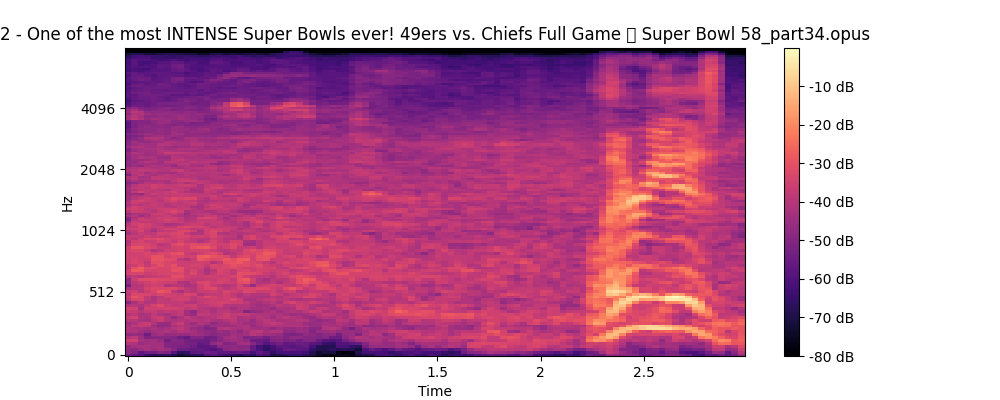 2 - One of the most INTENSE Super Bowls ever! 49ers vs. Chiefs Full Game 🏈 Super Bowl 58_part34.opus
4096
2048
1024
512
0
Hz
0
0.5
1
1.5
2
2.5
Time
-10 dB
-20 dB
-30 dB
-40 dB
-50 dB
-60 dB
-70 dB
-80 dB